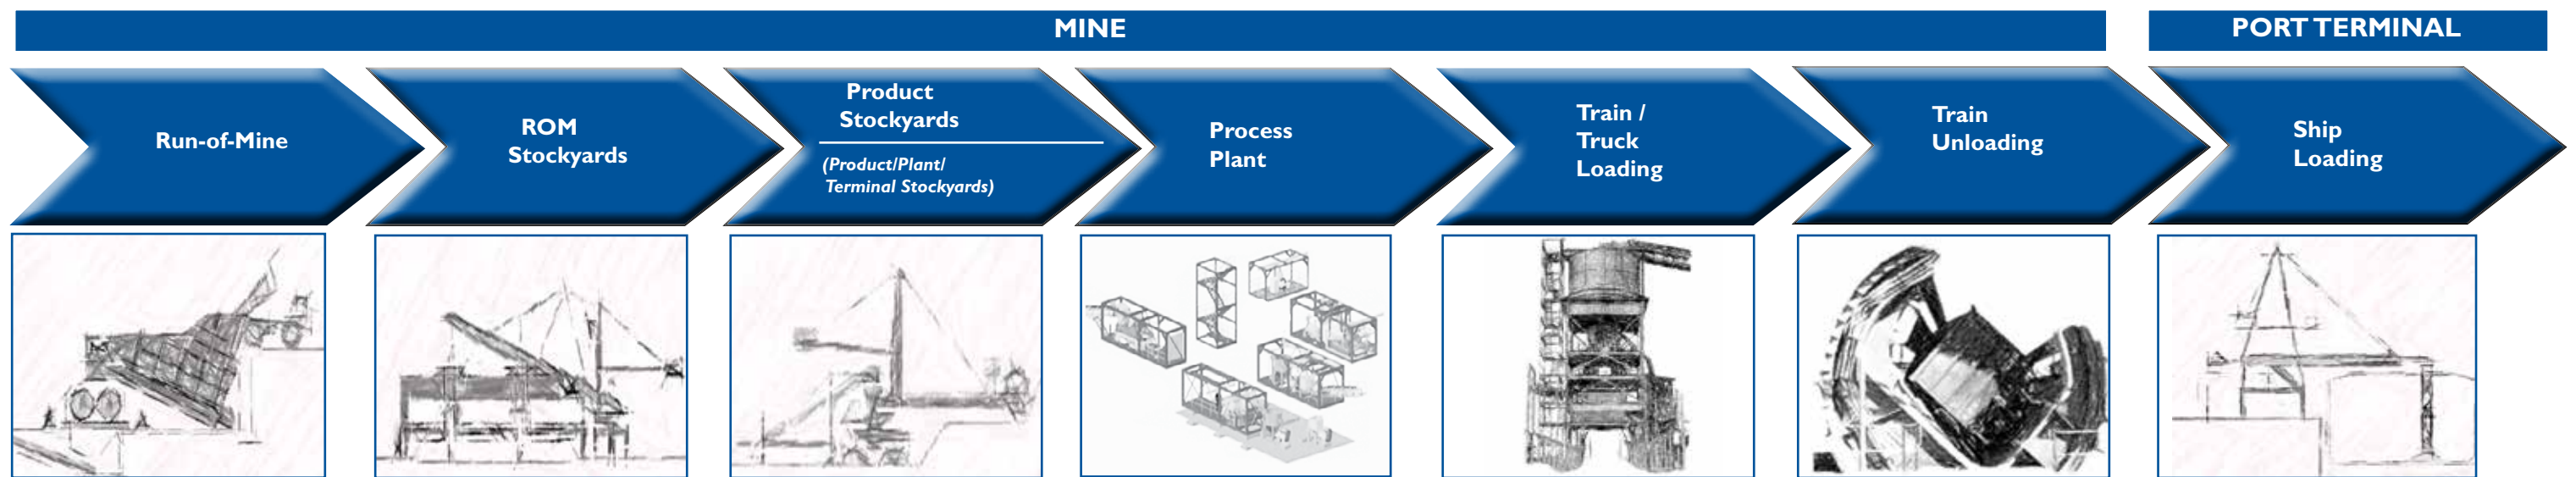 MINE
PORT TERMINAL
Run-of-Mine
ROM
Stockyards
Product
Stockyards
(Product/Plant/
Terminal Stockyards)
Process
Plant
Train /
Truck
Loading
Train
Unloading
Ship
Loading